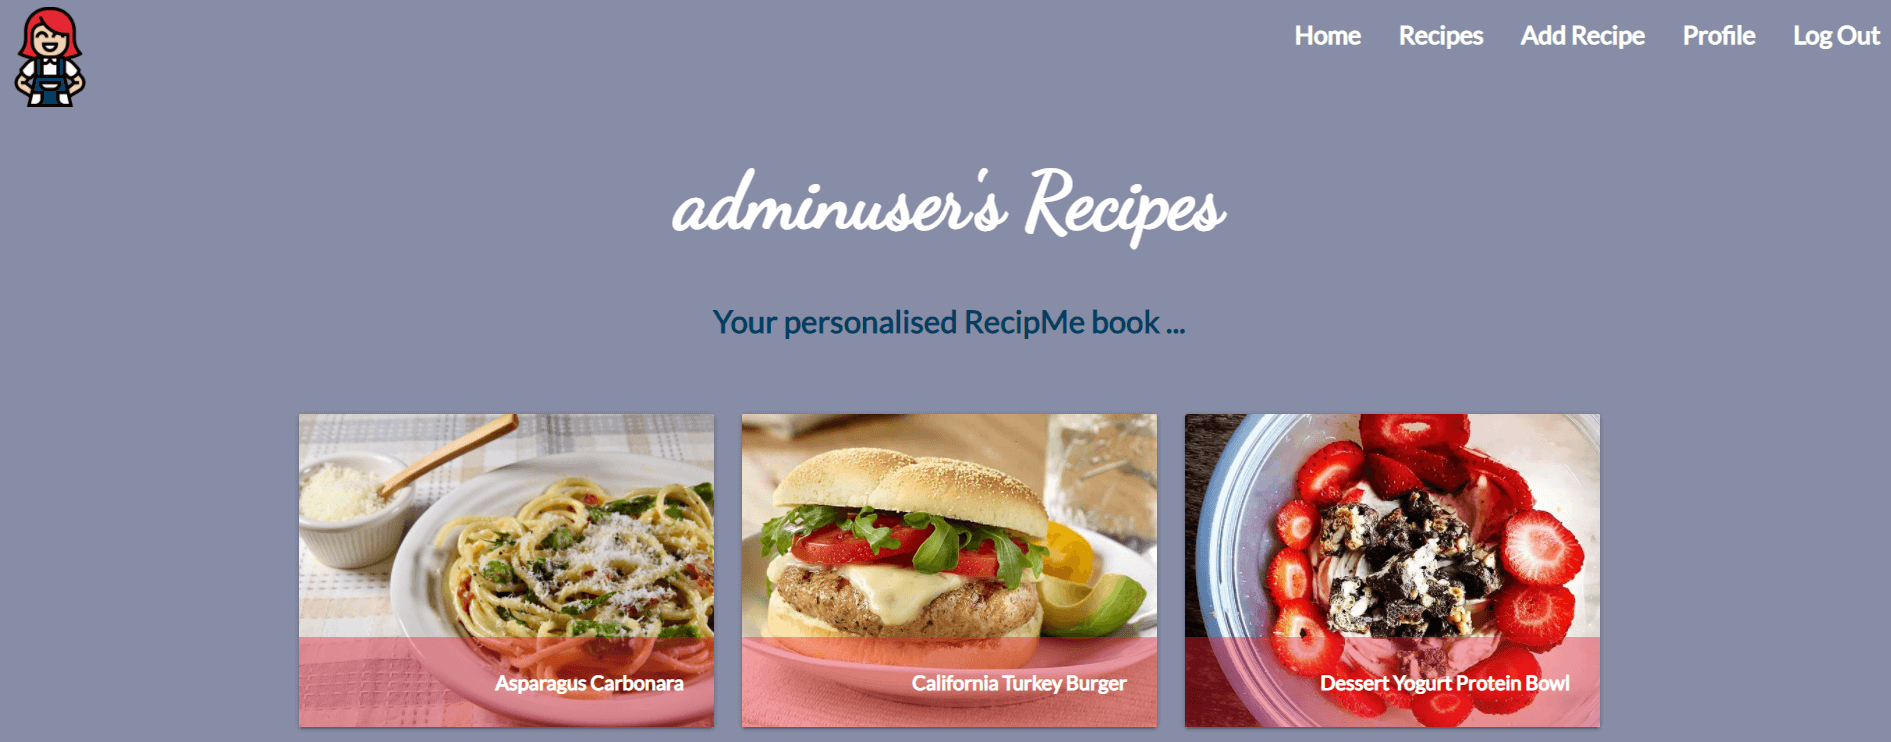 Home Recipes Add Recipe Profile Log Out
adminuser's Recipes
Your personalised RecipMe book ...
Asparagus Carbonara
California Turkey Burger
Dessert Yogurt Protein Bowl